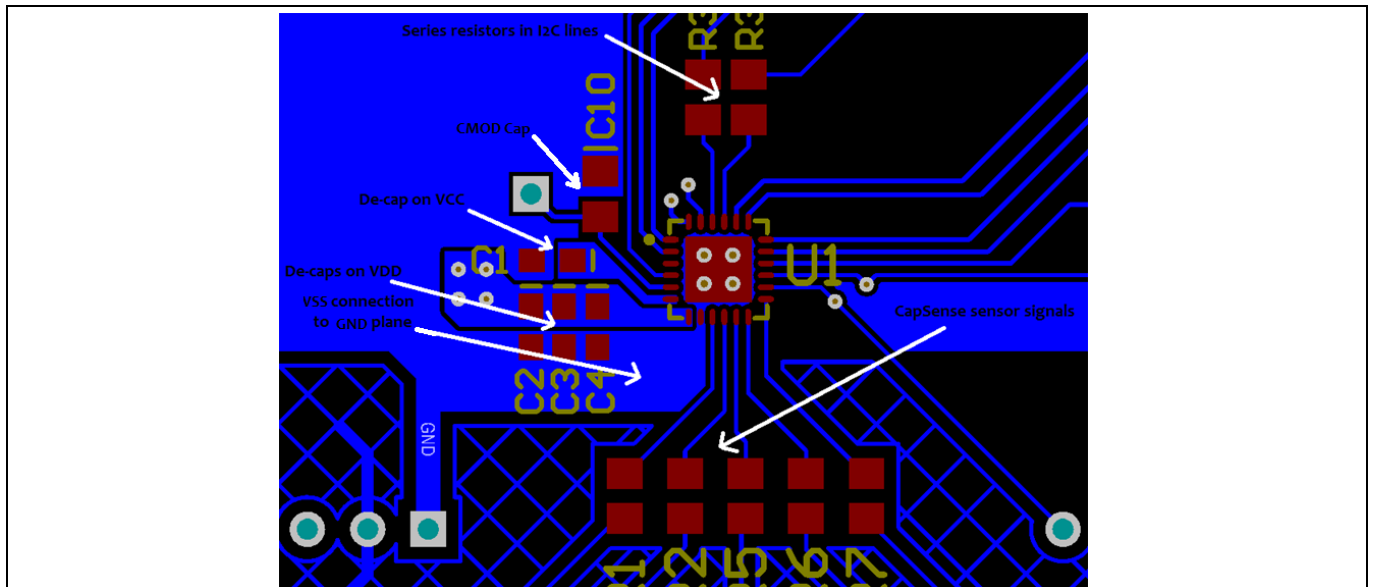 Series resistors in I2C lines
R3
R3
IC10
CMOD Cap
De-cap on VCC
C1
U1
De-caps on VDD
VSS connection
to GND plane
CapSense sensor signals
C2
C3
C4
GND